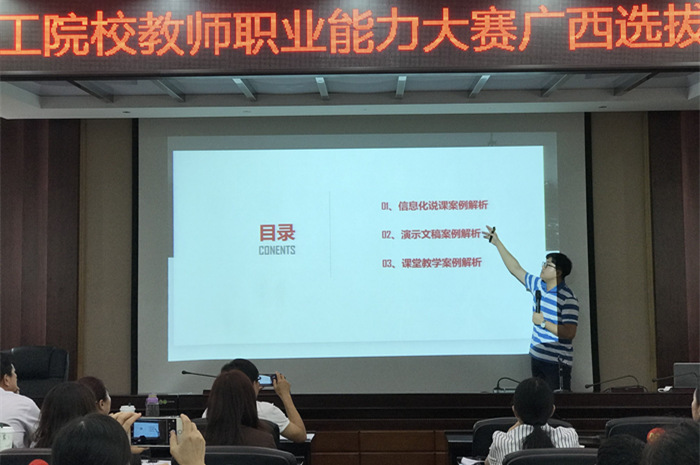 工院校教师职业能力大赛广西选拔
目录
CONENTS
01、信息化说课案例解析
02、演示文稿案例解析
03、课堂教学案例解析